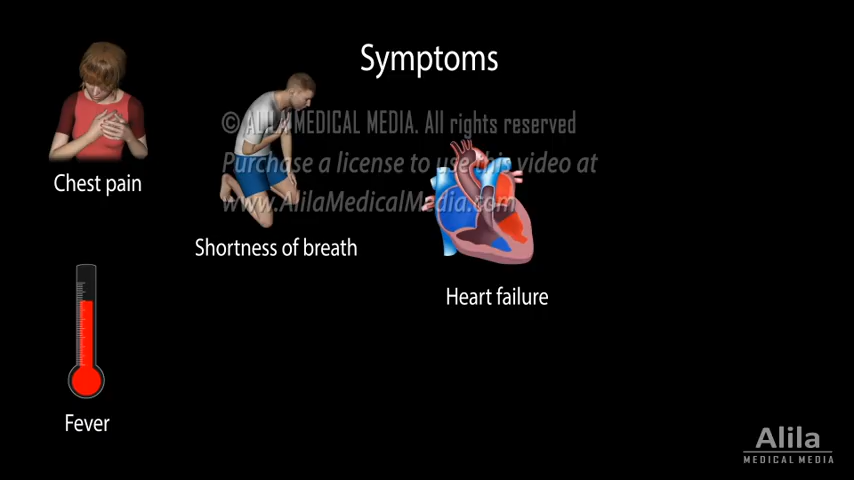 Symptoms
© ALILA MEDICAL MEDIA. All rights reserved
Purchase a license to use this video at
www.AlilaMedicalMedia.com
Chest pain
Shortness of breath
Heart failure
Fever
Alila
MEDICAL MEDIA